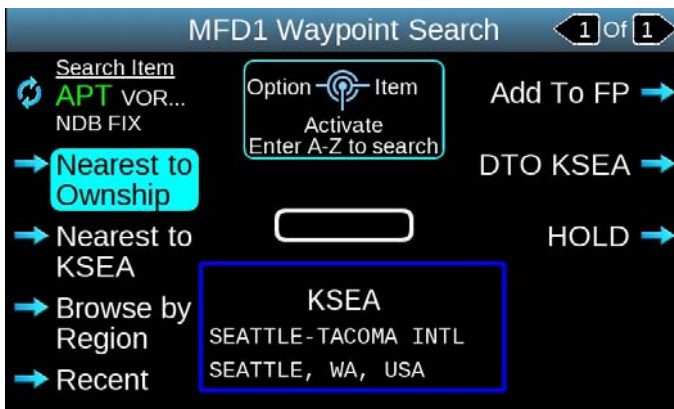 MFD1 Waypoint Search
1 Of 1
Search Item
APT VOR...
NDB FIX
Nearest to
Ownship
Nearest to
KSEA
Browse by
Region
Recent
Option Item
Activate
Enter A-Z to search
KSEA
SEATTLE-TACOMA INTL
SEATTLE, WA, USA
Add To FP
DTO KSEA
HOLD